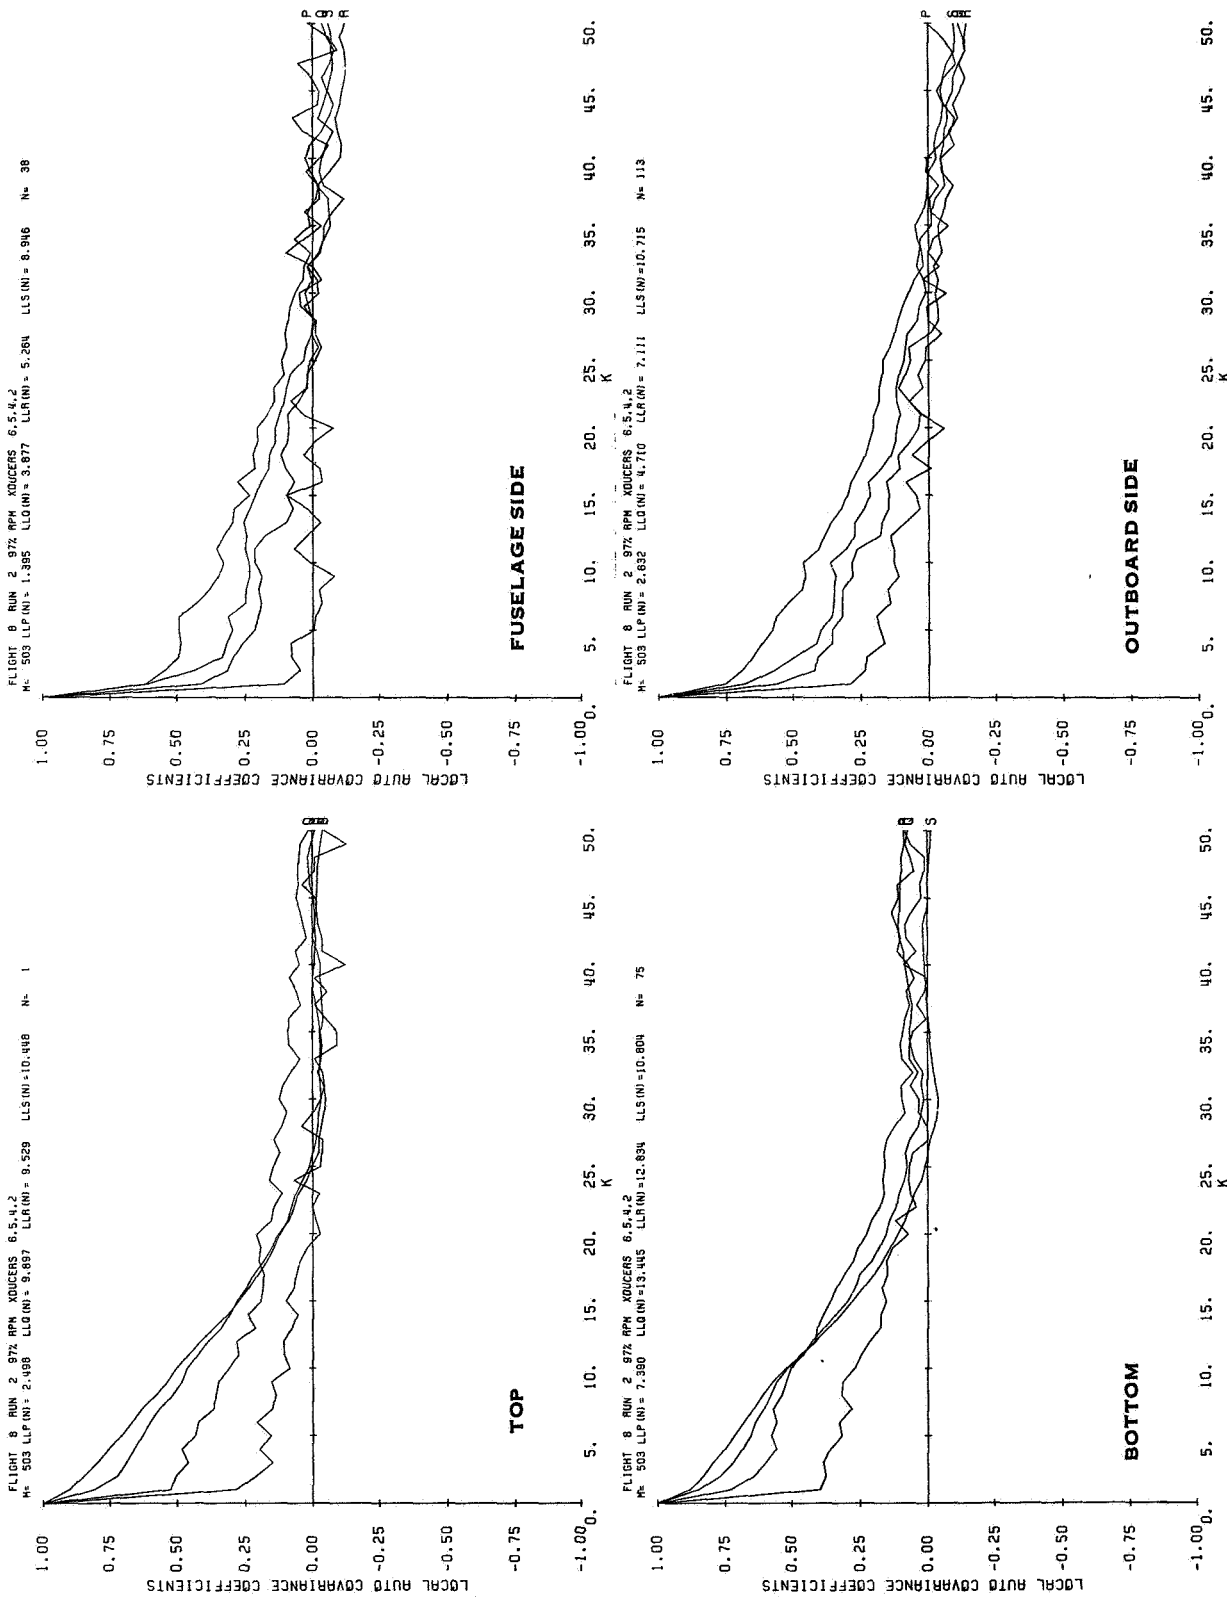 FLIGHT 8 RUN 2 97% RPM XDUCERS 6,5,4,2
M= 503 LLP(N)= 2.498 LLQ(N)= 9.897 LLR(N)= 9.529 LLS(N)=10.448 N= 1
LOCAL AUTO COVARIANCE COEFFICIENTS
1.00
0.75
0.50
0.25
0.00
-0.25
-0.50
-0.75
-1.00
0. 5. 10. 15. 20. 25. 30. 35. 40. 45. 50.
K
TOP
FLIGHT 8 RUN 2 97% RPM XDUCERS 6,5,4,2
M= 503 LLP(N)= 1.395 LLQ(N)= 3.877 LLR(N)= 5.264 LLS(N)= 8.946 N= 38
LOCAL AUTO COVARIANCE COEFFICIENTS
1.00
0.75
0.50
0.25
0.00
-0.25
-0.50
-0.75
-1.00
0. 5. 10. 15. 20. 25. 30. 35. 40. 45. 50.
K
P
Q
S
R
FUSELAGE SIDE
FLIGHT 8 RUN 2 97% RPM XDUCERS 6,5,4,2
M= 503 LLP(N)= 7.390 LLQ(N)=13.445 LLR(N)=12.834 LLS(N)=10.804 N= 75
LOCAL AUTO COVARIANCE COEFFICIENTS
1.00
0.75
0.50
0.25
0.00
-0.25
-0.50
-0.75
-1.00
0. 5. 10. 15. 20. 25. 30. 35. 40. 45. 50.
K
S
BOTTOM
FLIGHT 8 RUN 2 97% RPM XDUCERS 6,5,4,2
M= 503 LLP(N)= 2.832 LLQ(N)= 4.710 LLR(N)= 7.111 LLS(N)=10.715 N= 113
LOCAL AUTO COVARIANCE COEFFICIENTS
1.00
0.75
0.50
0.25
0.00
-0.25
-0.50
-0.75
-1.00
0. 5. 10. 15. 20. 25. 30. 35. 40. 45. 50.
K
P
R
OUTBOARD SIDE